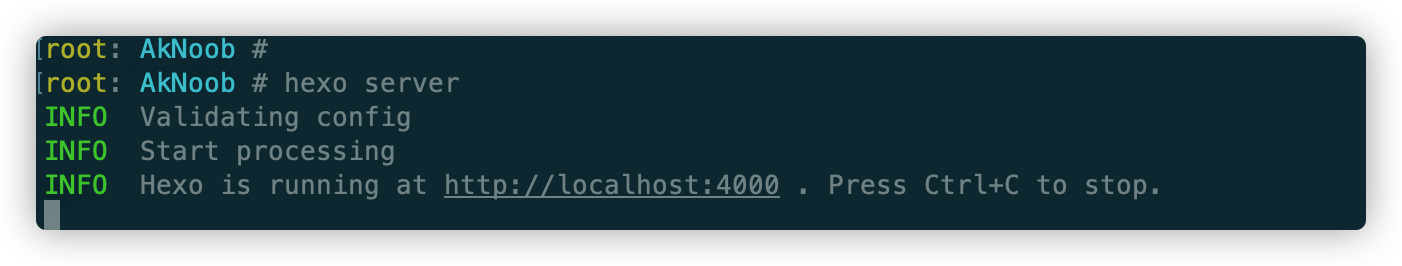 [root: AkNoob #
[root: AkNoob # hexo server
INFO  Validating config
INFO  Start processing
INFO  Hexo is running at http://localhost:4000 . Press Ctrl+C to stop.